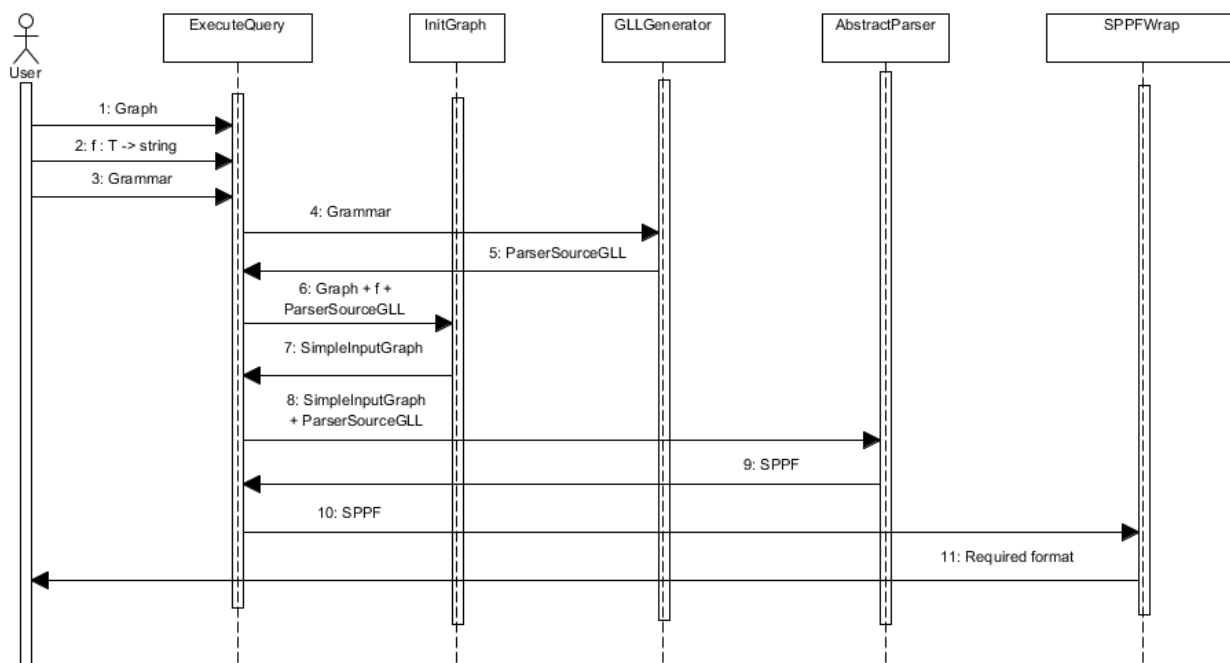 ExecuteQuery
InitGraph
GLLGenerator
AbstractParser
SPPFWrap
User
1: Graph
2: f : T -> string
3: Grammar
4: Grammar
5: ParserSourceGLL
6: Graph + f +
ParserSourceGLL
7: SimpleInputGraph
8: SimpleInputGraph
+ ParserSourceGLL
9: SPPF
10: SPPF
11: Required format